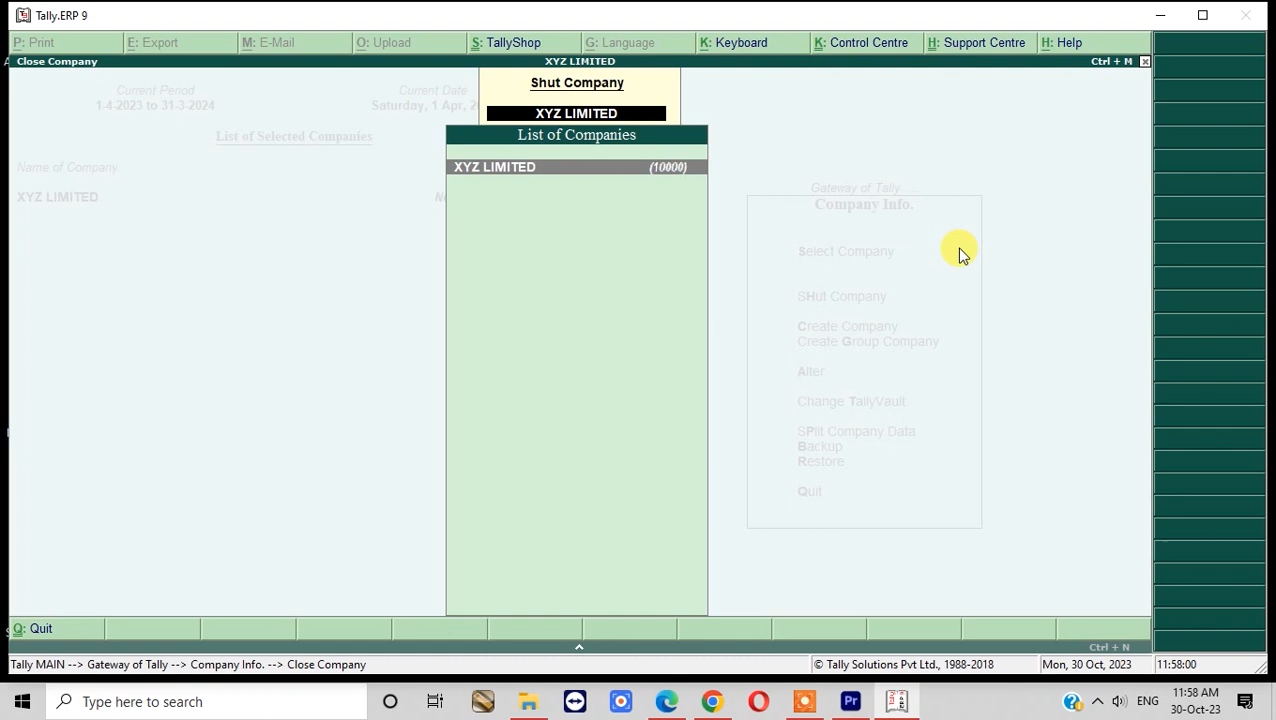 Tally.ERP 9
P: Print
E: Export
M: E-Mail
O: Upload
S: TallyShop
G: Language
K: Keyboard
K: Control Centre
H: Support Centre
H: Help
Close Company
XYZ LIMITED
Ctrl + M
Current Period
1-4-2023 to 31-3-2024
Current Date
Saturday, 1 Apr, 2
List of Selected Companies
Name of Company
XYZ LIMITED
Shut Company
XYZ LIMITED
List of Companies
XYZ LIMITED (10000)
Gateway of Tally ....
Company Info.
Select Company
SHut Company
Create Company
Create Group Company
Alter
Change TallyVault
SPlit Company Data
Backup
Restore
Quit
Q: Quit
Ctrl + N
Tally MAIN --> Gateway of Tally --> Company Info. --> Close Company
© Tally Solutions Pvt Ltd., 1988-2018
Mon, 30 Oct, 2023
11:58:00
Type here to search
Pr
ENG
11:58 AM
30-Oct-23